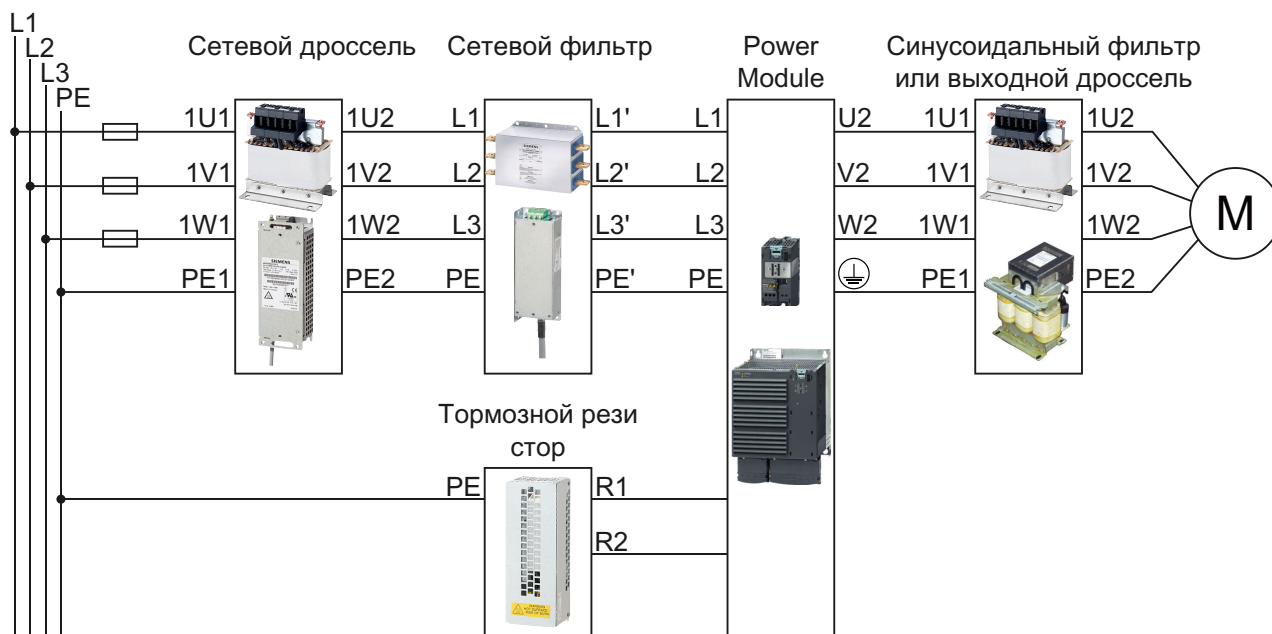 L1
L2
L3
PE
Сетевой дроссель
Сетевой фильтр
Power
Module
Синусоидальный фильтр
или выходной дроссель
1U1 1U2 L1 L1' L1 U2 1U1 1U2
1V1 1V2 L2 L2' L2 V2 1V1 1V2
1W1 1W2 L3 L3' L3 W2 1W1 1W2
PE1 PE2 PE PE' PE PE1 PE2
M
SIEMENS
SIEMENS
Тормозной рези
стор
PE R1
R2